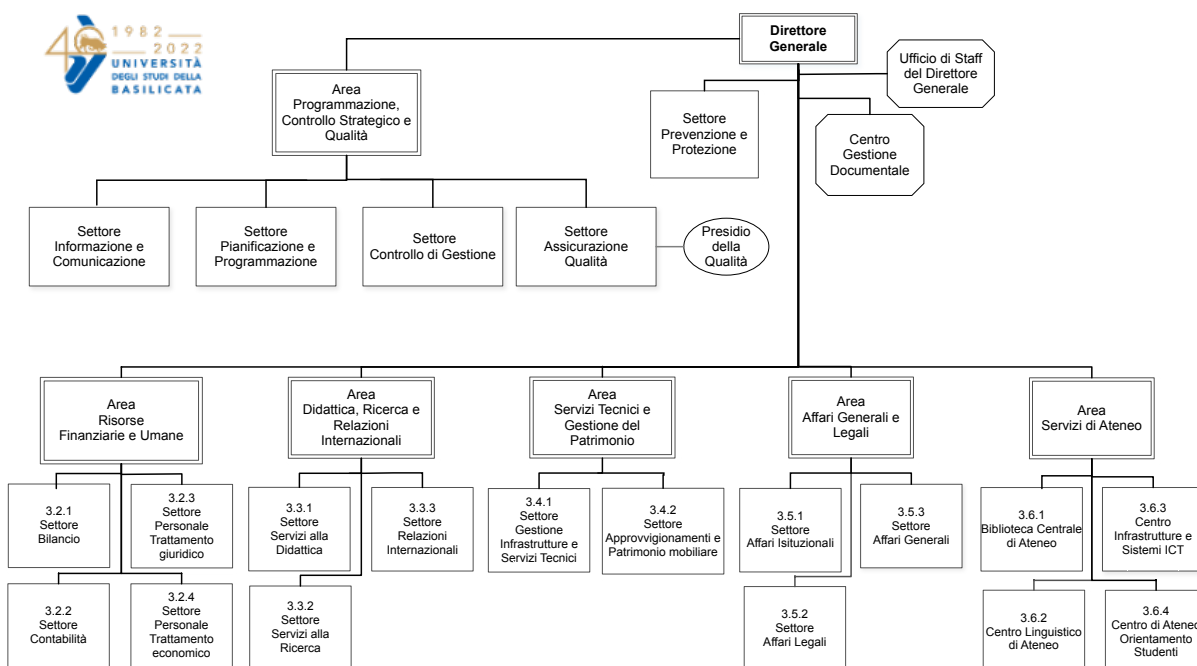 1982
2022
UNIVERSITÀ
DEGLI STUDI DELLA
BASILICATA
Direttore
Generale
Ufficio di Staff
del Direttore
Generale
Area
Programmazione,
Controllo Strategico e
Qualità
Settore
Prevenzione e
Protezione
Centro
Gestione
Documentale
Settore
Informazione e
Comunicazione
Settore
Pianificazione e
Programmazione
Settore
Controllo di Gestione
Settore
Assicurazione
Qualità
Presidio
della
Qualità
Area
Risorse
Finanziarie e Umane
Area
Didattica, Ricerca e
Relazioni
Internazionali
Area
Servizi Tecnici e
Gestione del
Patrimonio
Area
Affari Generali e
Legali
Area
Servizi di Ateneo
3.2.1
Settore
Bilancio
3.2.3
Settore
Personale
Trattamento
giuridico
3.3.1
Settore
Servizi alla
Didattica
3.3.3
Settore
Relazioni
Internazionali
3.4.1
Settore
Gestione
Infrastrutture e
Servizi Tecnici
3.4.2
Settore
Approvvigionamenti e
Patrimonio mobiliare
3.5.1
Settore
Affari Isituzionali
3.5.3
Settore
Affari Generali
3.6.1
Biblioteca Centrale
di Ateneo
3.6.3
Centro
Infrastrutture e
Sistemi ICT
3.2.2
Settore
Contabilità
3.2.4
Settore
Personale
Trattamento
economico
3.3.2
Settore
Servizi alla
Ricerca
3.5.2
Settore
Affari Legali
3.6.2
Centro Linguistico
di Ateneo
3.6.4
Centro di Ateneo
Orientamento
Studenti